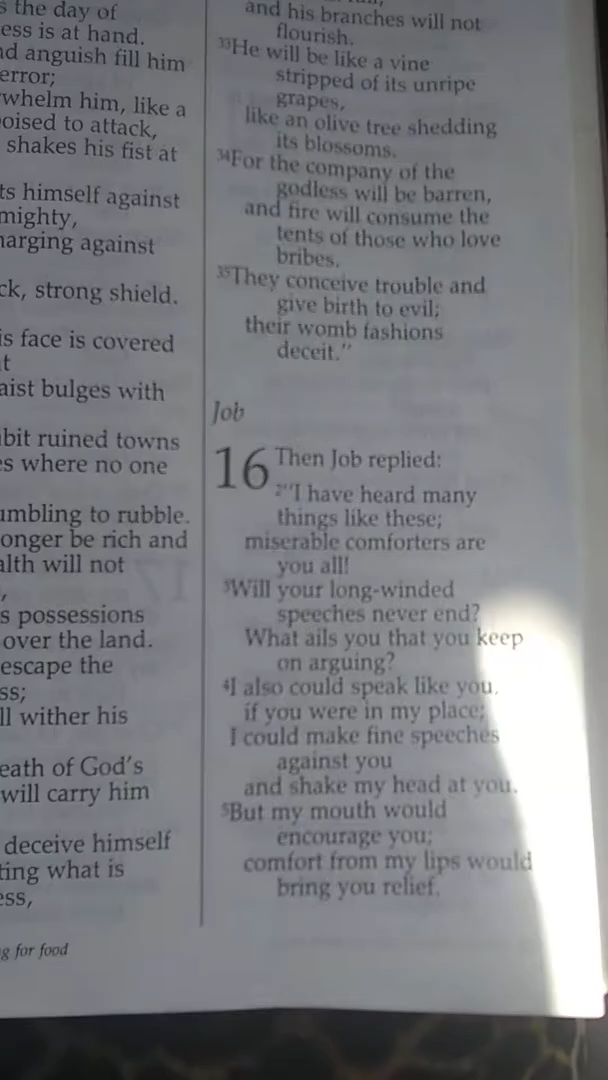 s the day of
ess is at hand.
nd anguish fill him
error;
whelm him, like a
oised to attack,
shakes his fist at
ts himself against
mighty,
harging against
ck, strong shield.
is face is covered
t
aist bulges with
abit ruined towns
es where no one
umbling to rubble.
onger be rich and
alth will not
,
s possessions
over the land.
escape the
ss;
ll wither his
eath of God's
will carry him
deceive himself
ting what is
ess,
g for food
and his branches will not
flourish.
33He will be like a vine
stripped of its unripe
grapes,
like an olive tree shedding
its blossoms.
34For the company of the
godless will be barren,
and fire will consume the
tents of those who love
bribes.
35They conceive trouble and
give birth to evil;
their womb fashions
deceit."
Job
16 Then Job replied:
2"I have heard many
things like these;
miserable comforters are
you all!
3Will your long-winded
speeches never end?
What ails you that you keep
on arguing?
4I also could speak like you,
if you were in my place;
I could make fine speeches
against you
and shake my head at you.
5But my mouth would
encourage you;
comfort from my lips would
bring you relief.